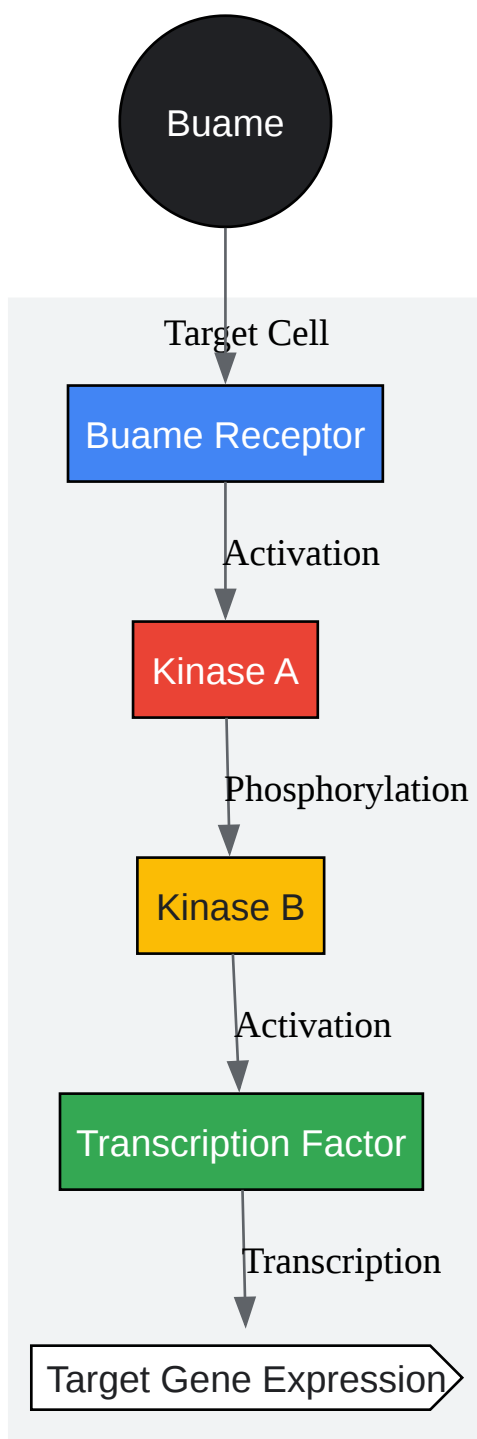 Buame
Target Cell
Buame Receptor
Activation
Kinase A
Phosphorylation
Kinase B
Activation
Transcription Factor
Transcription
Target Gene Expression